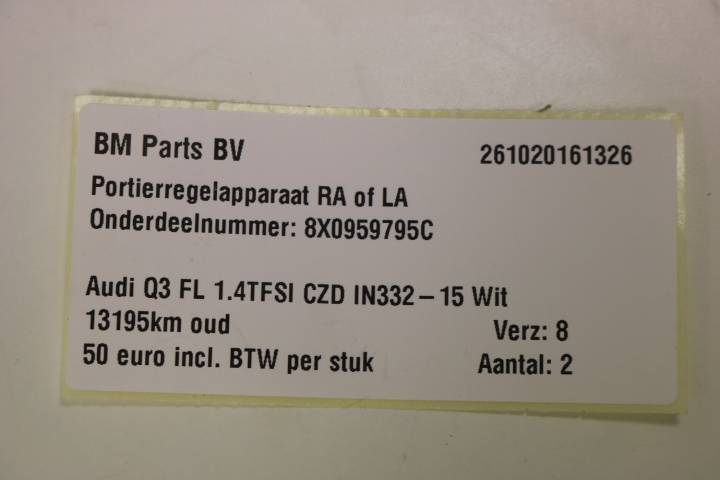 BM Parts BV 261020161326
Portierregelapparaat RA of LA
Onderdeelnummer: 8X0959795C
Audi Q3 FL 1.4TFSI CZD IN332 – 15 Wit
13195km oud Verz: 8
50 euro incl. BTW per stuk Aantal: 2